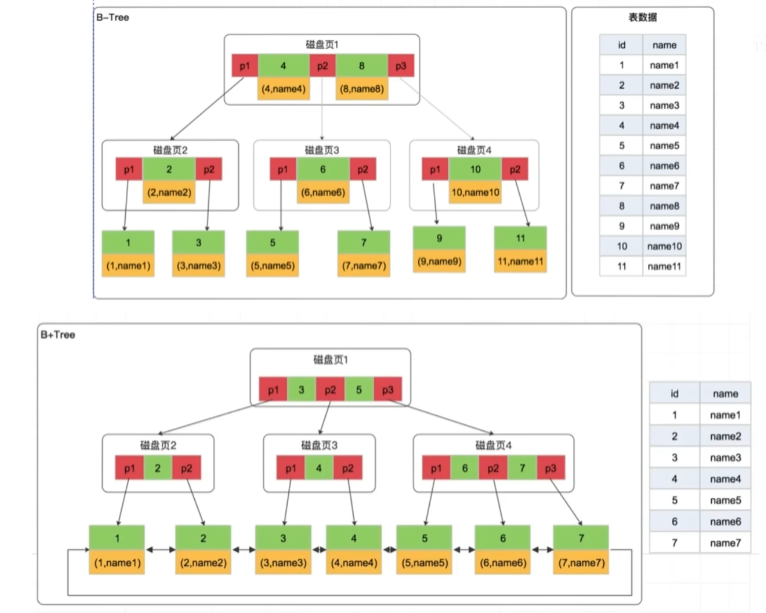 B-Tree
磁盘页1
p1 4 p2 8 p3
(4,name4) (8,name8)
磁盘页2 磁盘页3 磁盘页4
p1 2 p2 p1 6 p2 p1 10 p2
(2,name2) (6,name6) 10,name10
1 3 5 7 9 11
(1,name1) (3,name3) (5,name5) (7,name7) (9,name9) 11,name11
表数据
id name
1 name1
2 name2
3 name3
4 name4
5 name5
6 name6
7 name7
8 name8
9 name9
10 name10
11 name11
B+Tree
磁盘页1
p1 3 p2 5 p3
磁盘页2 磁盘页3 磁盘页4
p1 2 p2 p1 4 p2 p1 6 p2 7 p3
1 2 3 4 5 6 7
(1,name1) (2,name2) (3,name3) (4,name4) (5,name5) (6,name6) (7,name7)
id name
1 name1
2 name2
3 name3
4 name4
5 name5
6 name6
7 name7